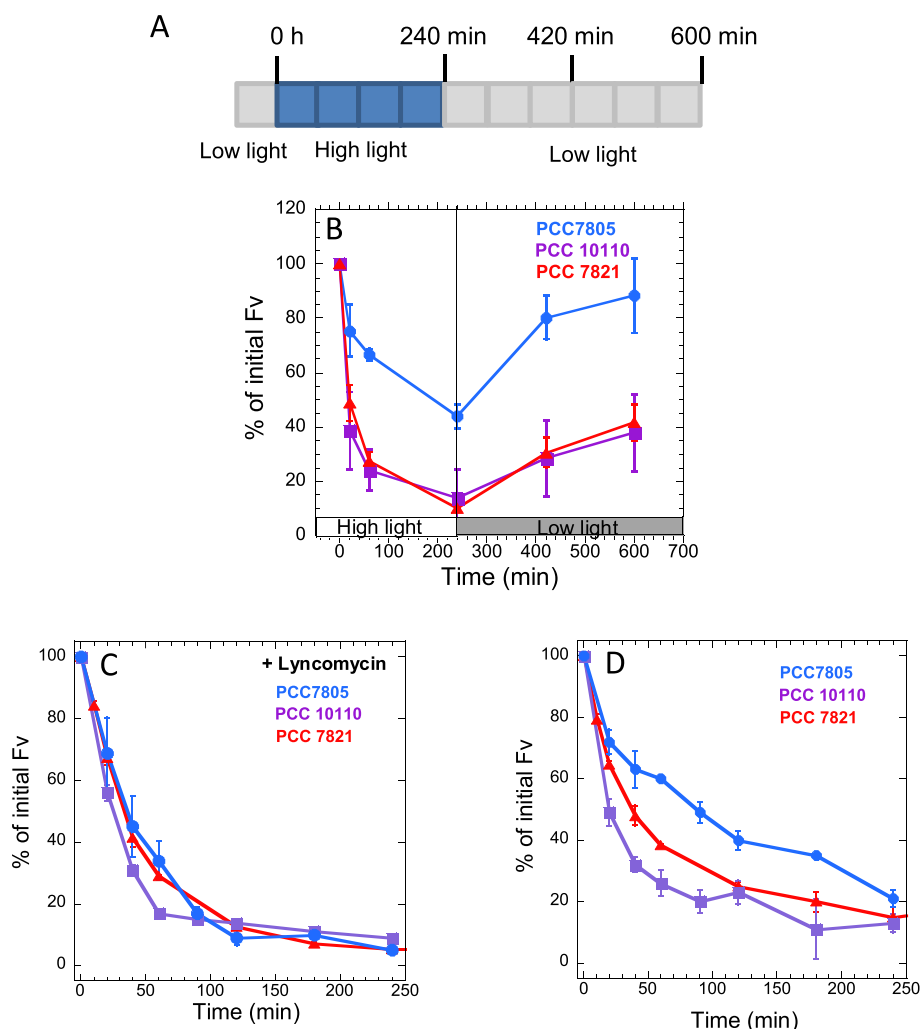 A
0 h 240 min 420 min 600 min
Low light High light Low light
B
PCC7805
PCC 10110
PCC 7821
% of initial Fv
120
100
80
60
40
20
0
High light Low light
0 100 200 300 400 500 600 700
Time (min)
C
+ Lyncomycin
PCC7805
PCC 10110
PCC 7821
% of initial Fv
100
80
60
40
20
0
0 50 100 150 200 250
Time (min)
D
PCC7805
PCC 10110
PCC 7821
% of initial Fv
100
80
60
40
20
0
0 50 100 150 200 250
Time (min)